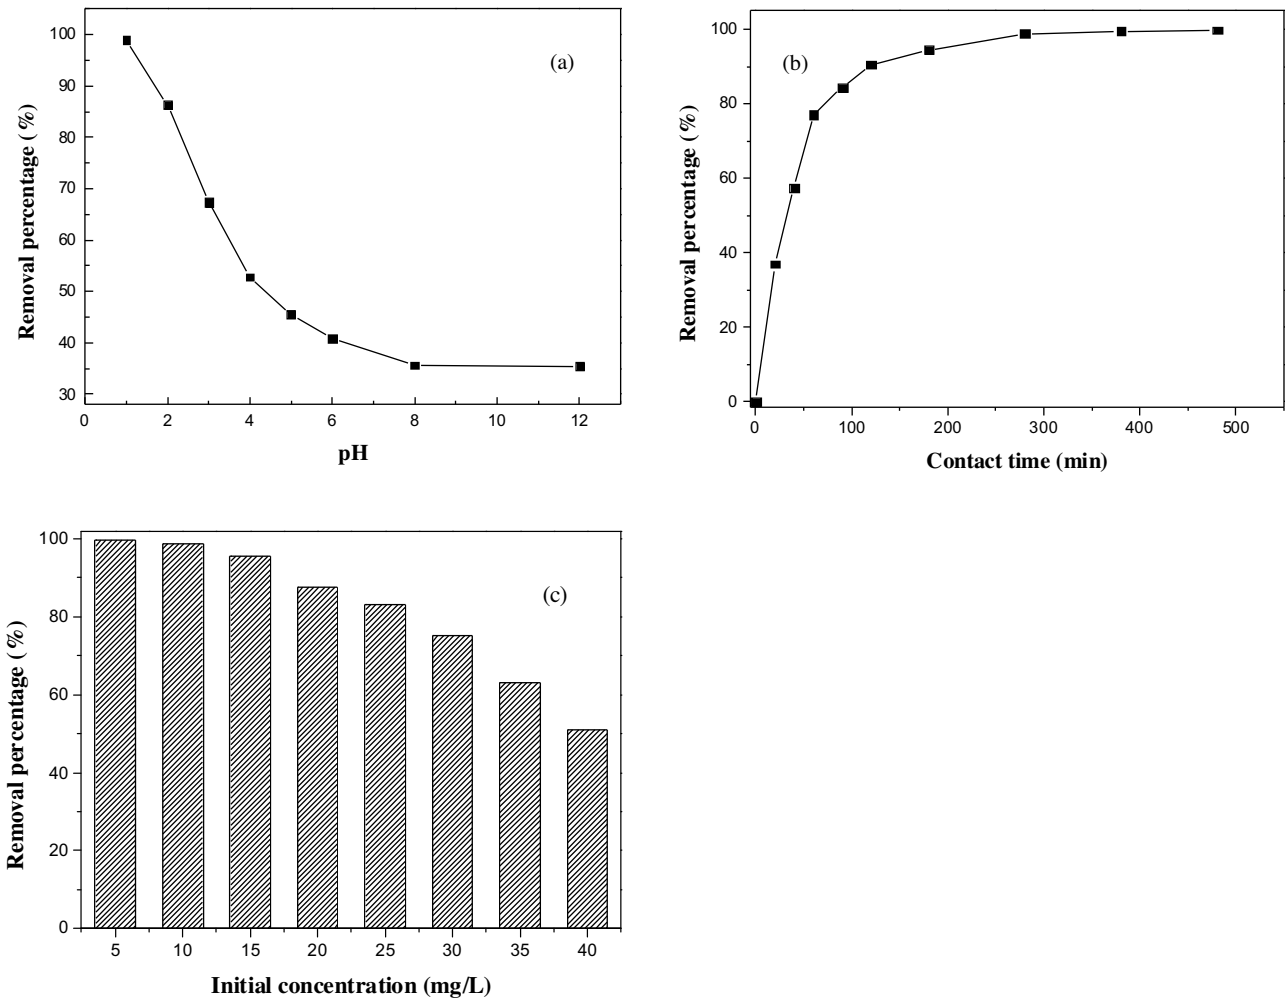 100
90
80
70
60
50
40
30
0 2 4 6 8 10 12
Removal percentage (%)
pH
(a)
100
80
60
40
20
0
0 100 200 300 400 500
Removal percentage (%)
Contact time (min)
(b)
100
80
60
40
20
0
5 10 15 20 25 30 35 40
Removal percentage (%)
Initial concentration (mg/L)
(c)